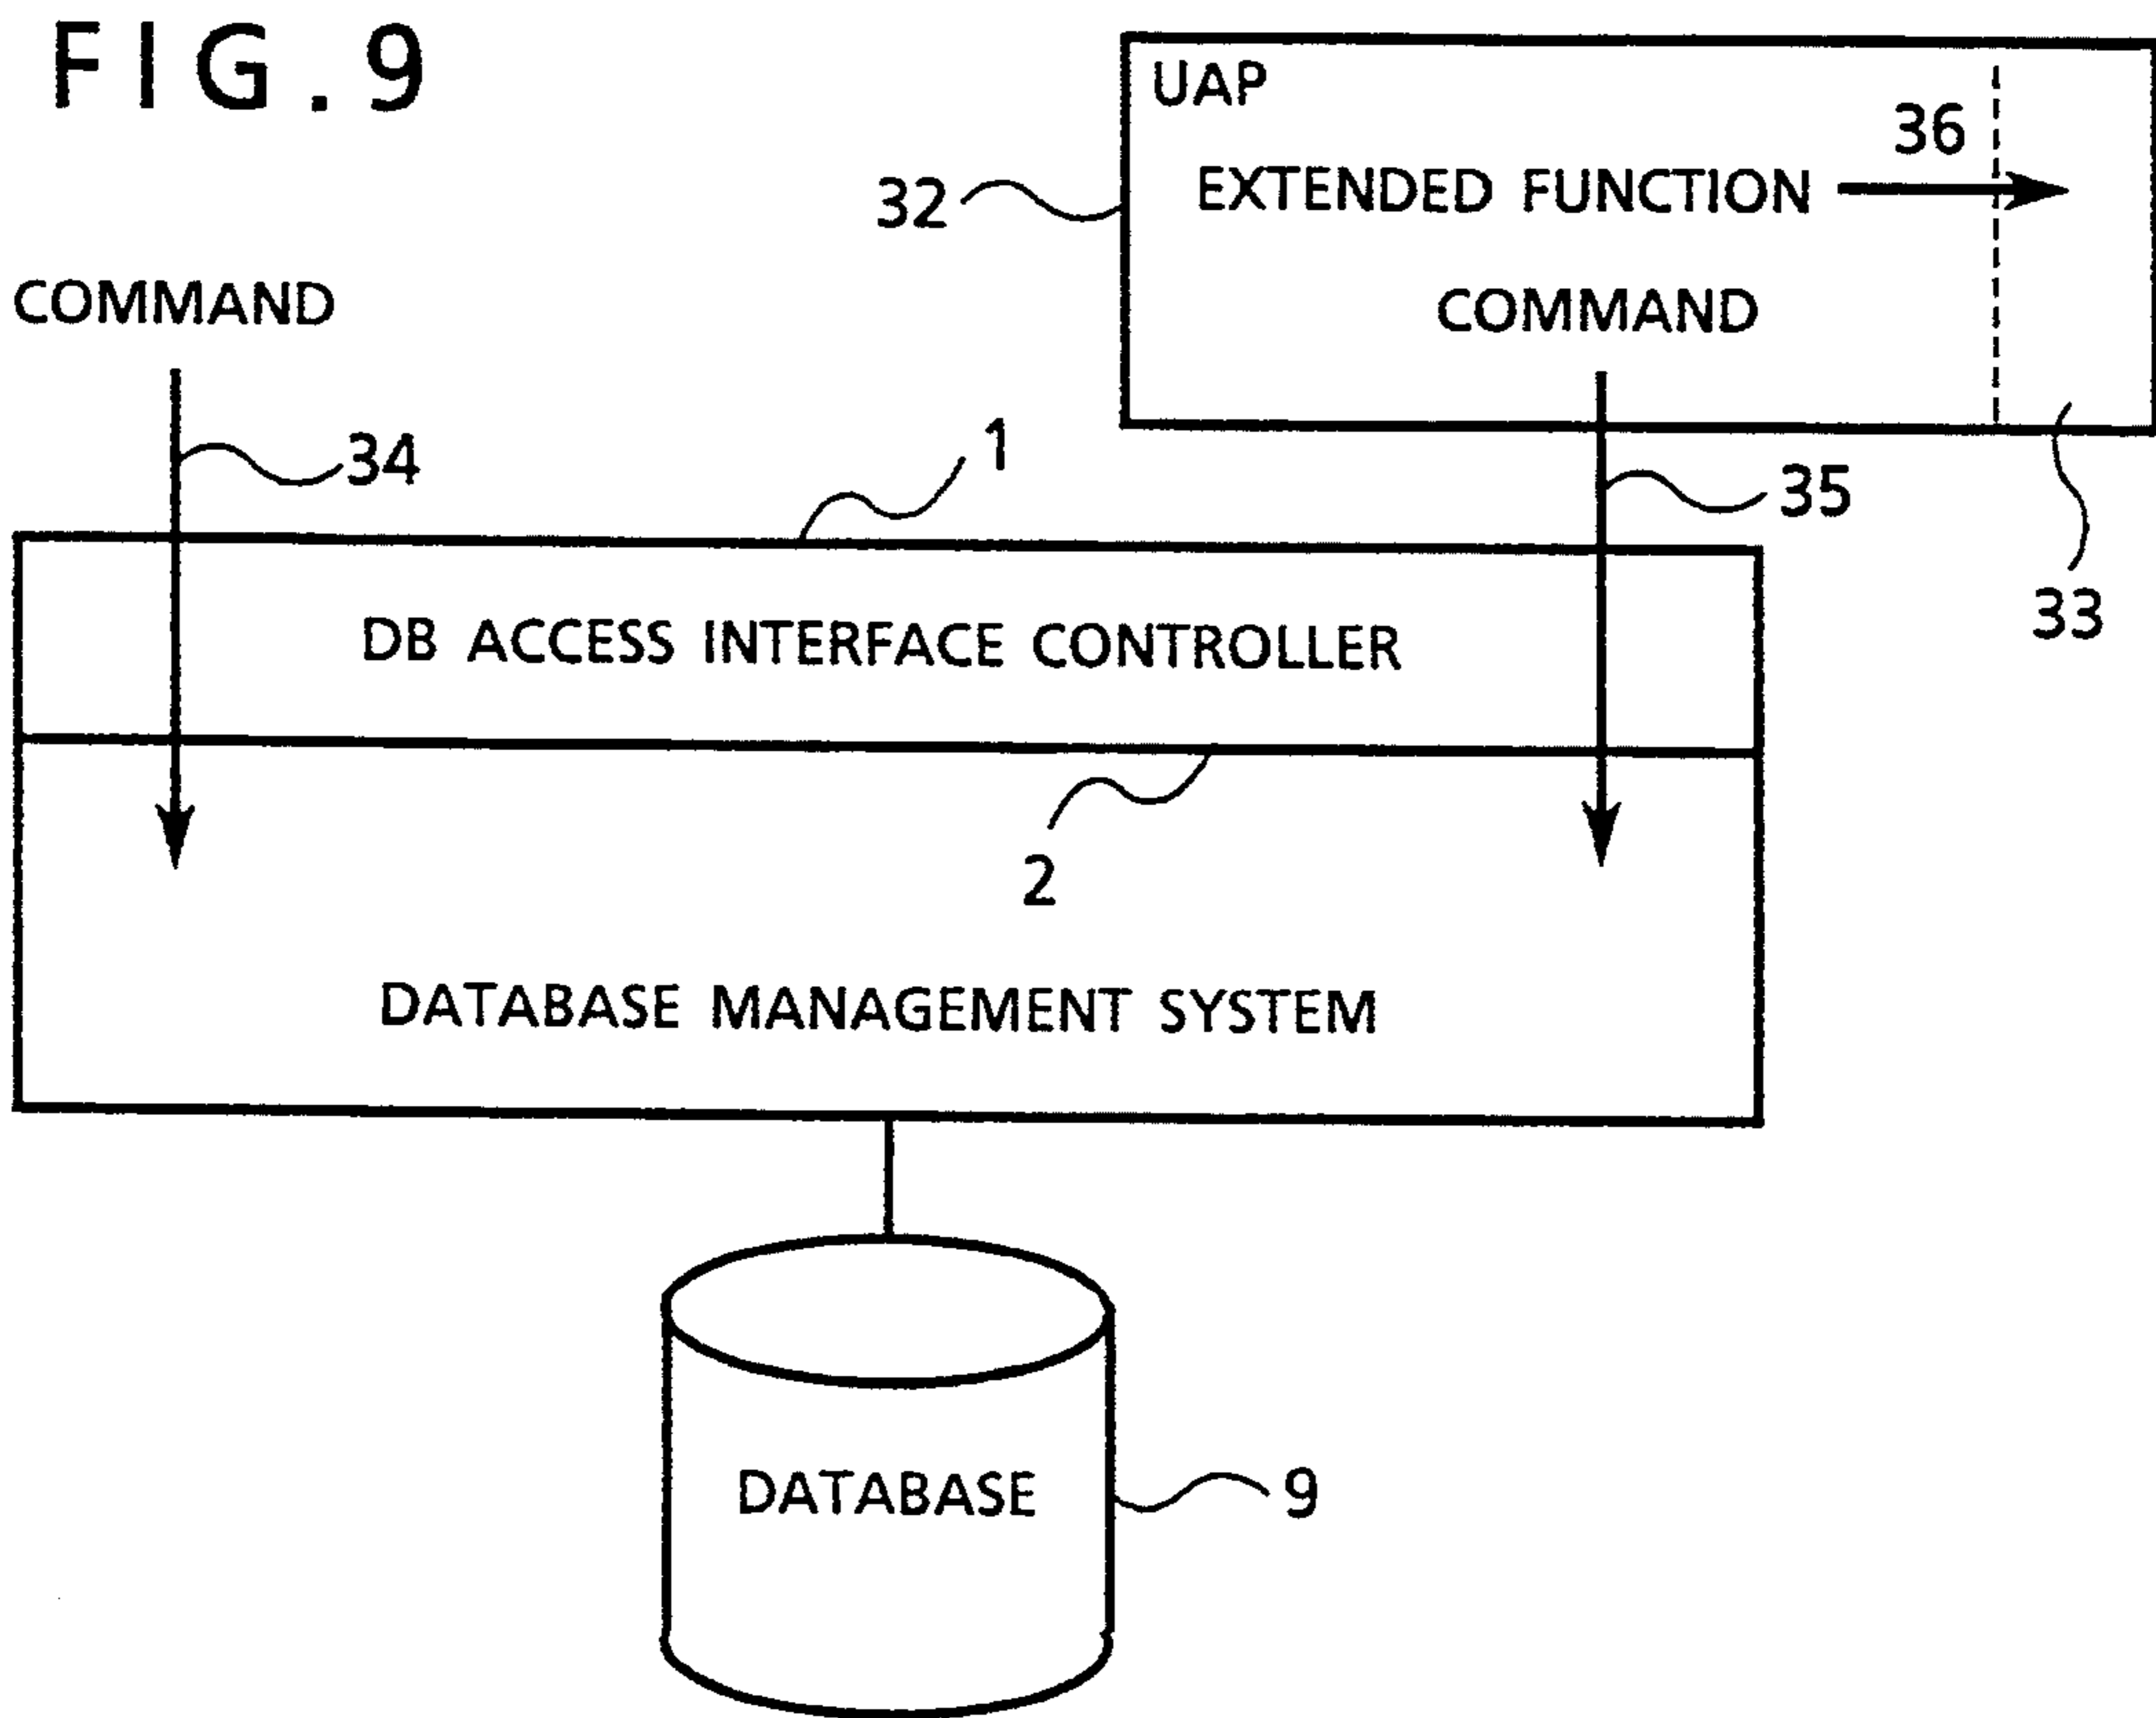 FIG.9
UAP
36
EXTENDED FUNCTION
32
COMMAND
COMMAND
34
1
35
33
DB ACCESS INTERFACE CONTROLLER
2
DATABASE MANAGEMENT SYSTEM
DATABASE
9